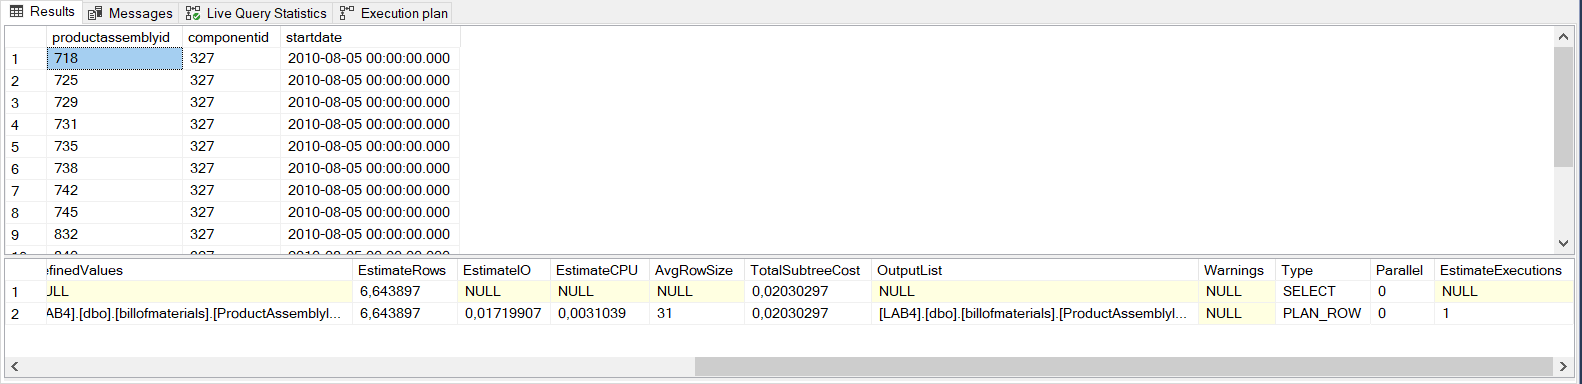 Results Messages Live Query Statistics Execution plan
productassemblyid componentid startdate
1 718 327 2010-08-05 00:00:00.000
2 725 327 2010-08-05 00:00:00.000
3 729 327 2010-08-05 00:00:00.000
4 731 327 2010-08-05 00:00:00.000
5 735 327 2010-08-05 00:00:00.000
6 738 327 2010-08-05 00:00:00.000
7 742 327 2010-08-05 00:00:00.000
8 745 327 2010-08-05 00:00:00.000
9 832 327 2010-08-05 00:00:00.000
efinedValues EstimateRows EstimateIO EstimateCPU AvgRowSize TotalSubtreeCost OutputList Warnings Type Parallel EstimateExecutions
1 ULL 6,643897 NULL NULL NULL 0,02030297 NULL NULL SELECT 0 NULL
2 AB4].[dbo].[billofmaterials].[ProductAssemblyI... 6,643897 0,01719907 0,0031039 31 0,02030297 [LAB4].[dbo].[billofmaterials].[ProductAssemblyI... NULL PLAN_ROW 0 1